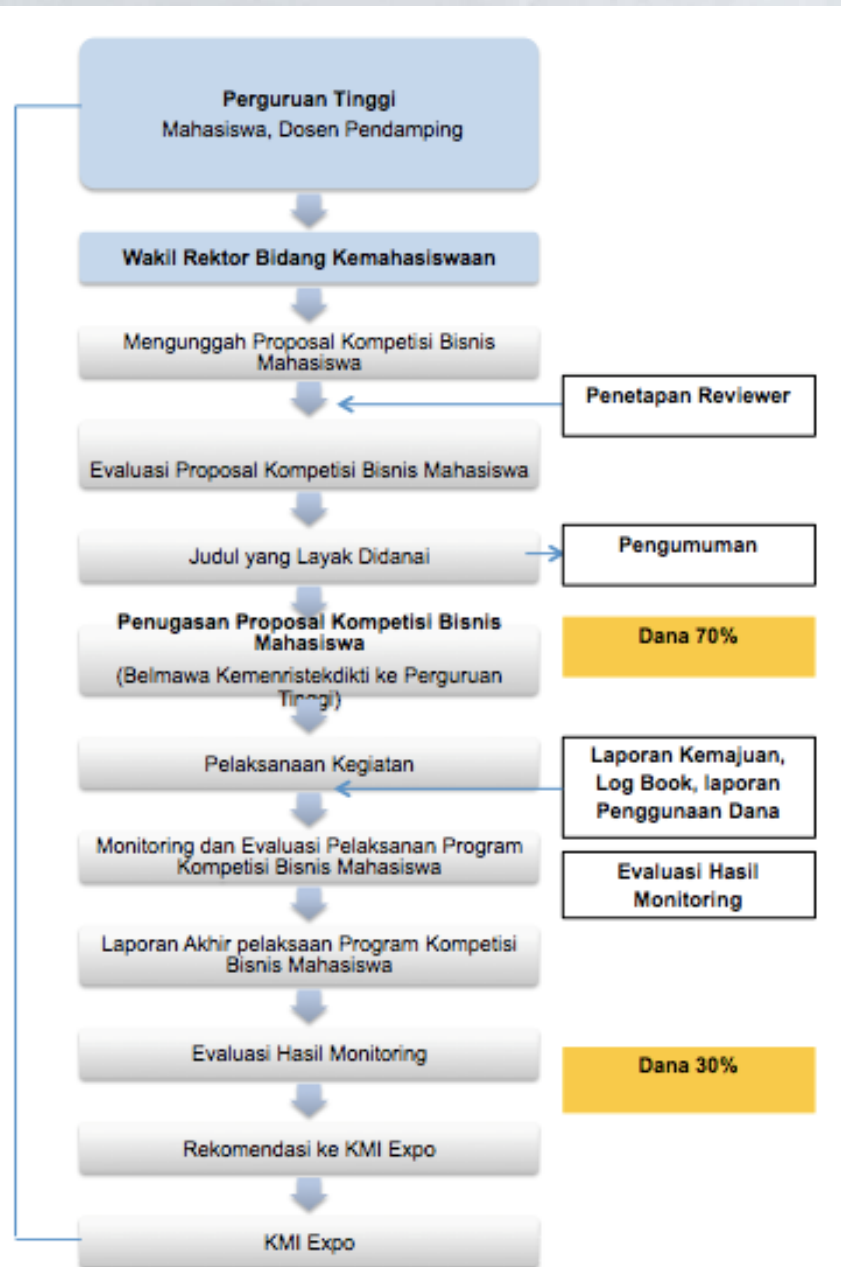 Perguruan Tinggi
Mahasiswa, Dosen Pendamping
Wakil Rektor Bidang Kemahasiswaan
Mengunggah Proposal Kompetisi Bisnis
Mahasiswa
Penetapan Reviewer
Evaluasi Proposal Kompetisi Bisnis Mahasiswa
Judul yang Layak Didanai
Pengumuman
Penugasan Proposal Kompetisi Bisnis
Mahasiswa
(Belmawa Kemenristekdikti ke Perguruan
Tinggi)
Dana 70%
Pelaksanaan Kegiatan
Laporan Kemajuan,
Log Book, laporan
Penggunaan Dana
Monitoring dan Evaluasi Pelaksanan Program
Kompetisi Bisnis Mahasiswa
Evaluasi Hasil
Monitoring
Laporan Akhir pelaksaan Program Kompetisi
Bisnis Mahasiswa
Evaluasi Hasil Monitoring
Dana 30%
Rekomendasi ke KMI Expo
KMI Expo